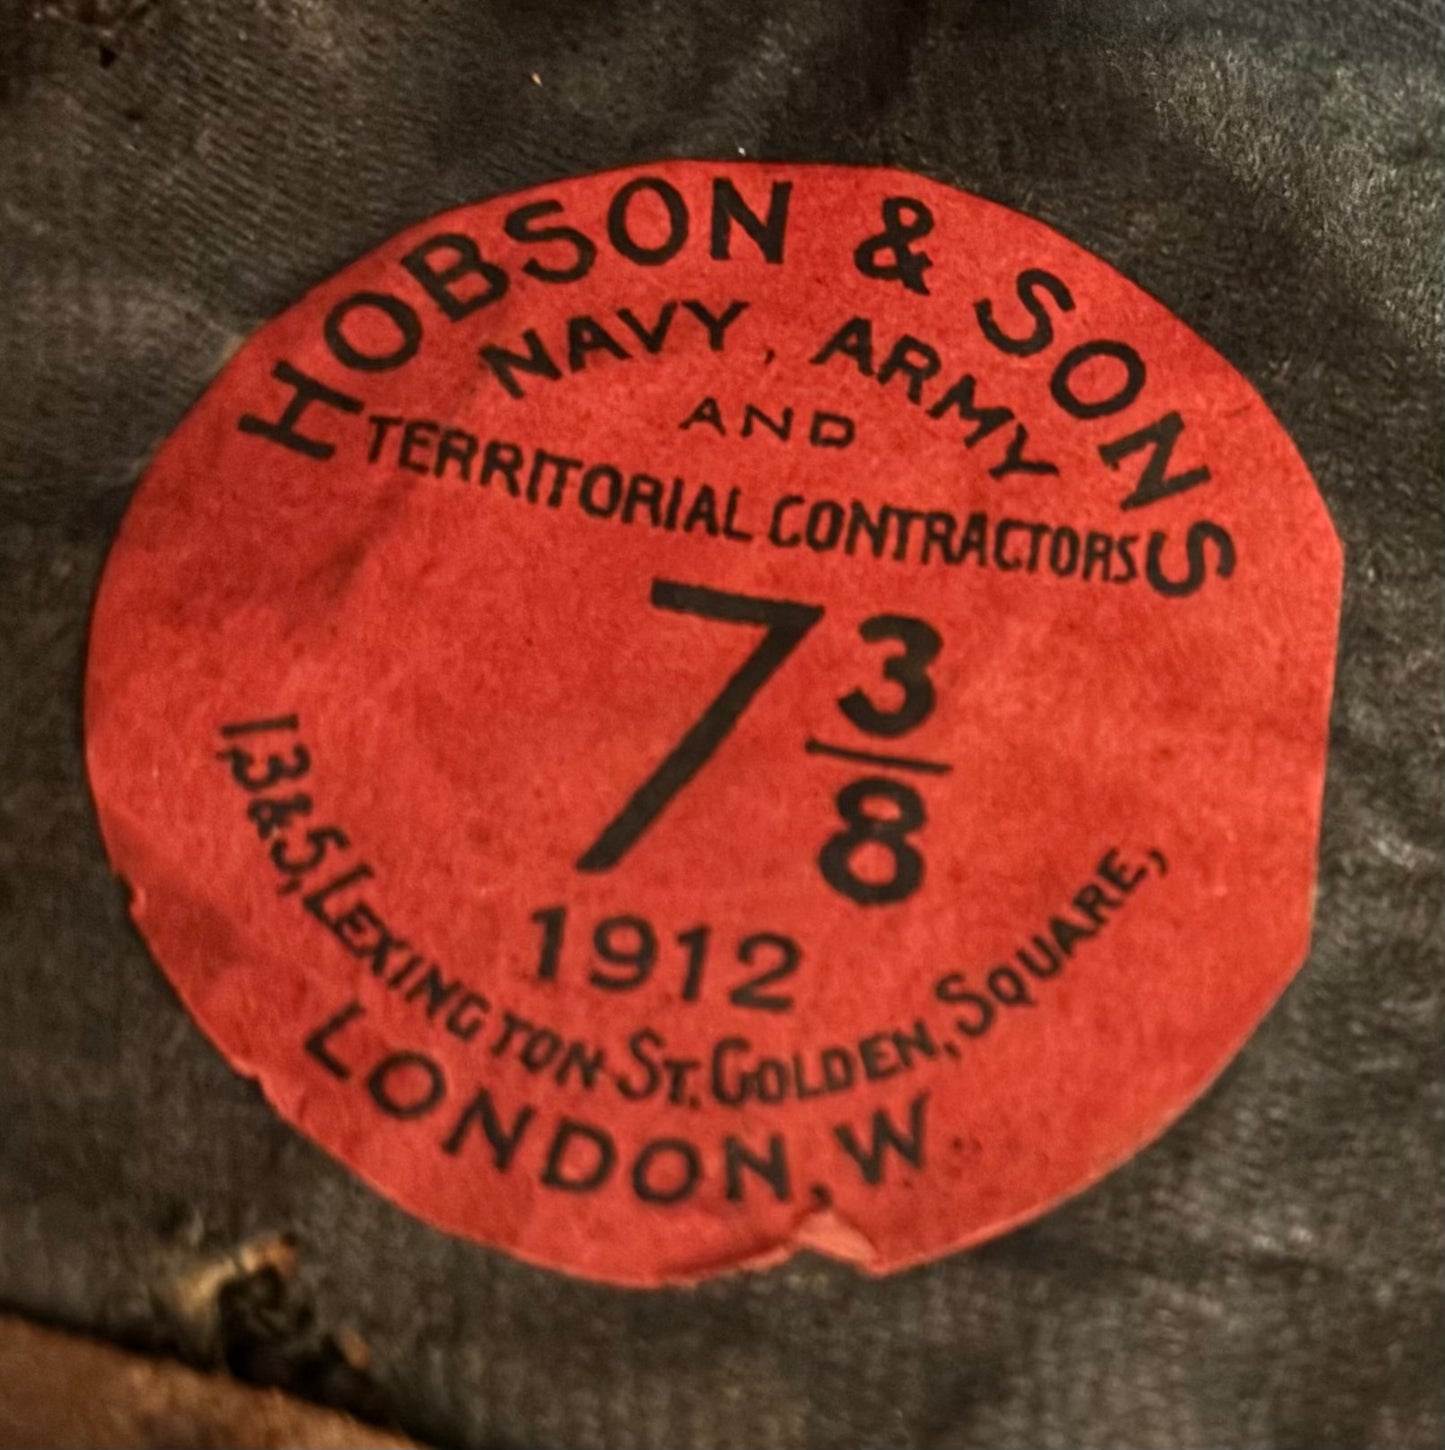 HOBSON & SONS
NAVY, ARMY
AND
TERRITORIAL CONTRACTORS
7 3/8
1912
1,3&5, LEXINGTON ST. GOLDEN, SQUARE,
LONDON, W.